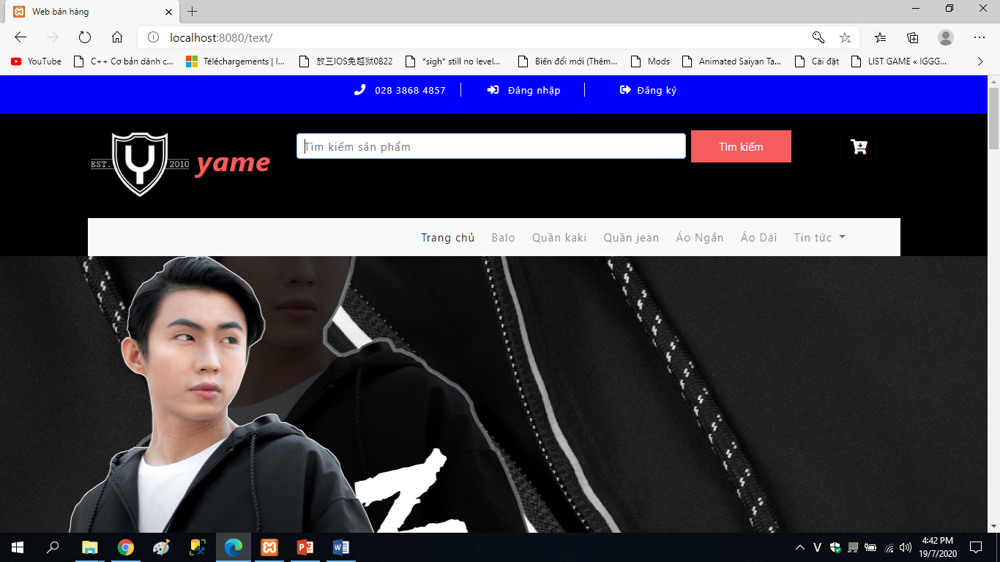 Web bán hàng
localhost:8080/text/
YouTube C++ Cơ bản dành c... Téléchargements | I... 放三IOS免越狱0822 *sigh* still no level... Biến đổi mới (Thêm... Mods Animated Saiyan Ta... Cài đặt LIST GAME « IGGG...
028 3868 4857 Đăng nhập Đăng ký
EST. Y 2010 yame Tìm kiếm sản phẩm Tìm kiếm
Trang chủ Balo Quần kaki Quần jean Áo Ngắn Áo Dài Tin tức
4:42 PM
19/7/2020